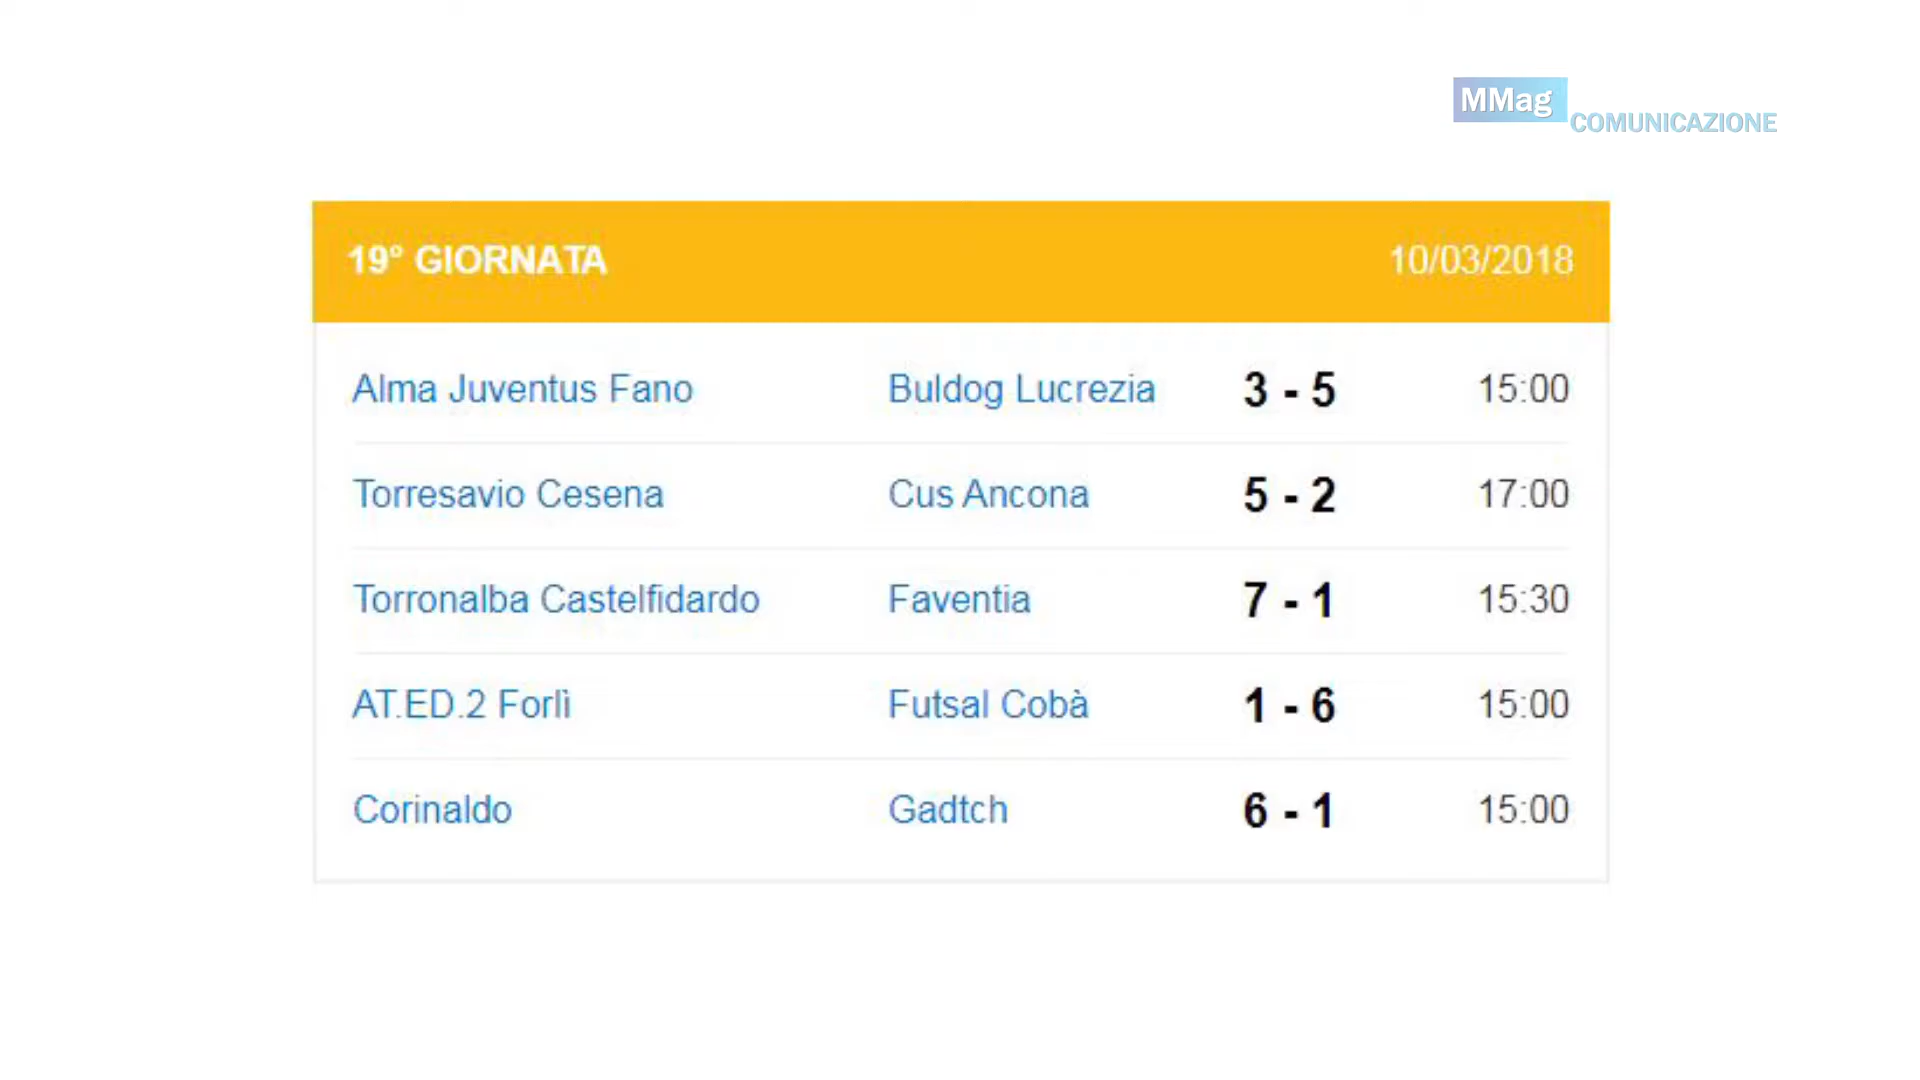 MMag
COMUNICAZIONE
19° GIORNATA 10/03/2018
Alma Juventus Fano Buldog Lucrezia 3 - 5 15:00
Torresavio Cesena Cus Ancona 5 - 2 17:00
Torronalba Castelfidardo Faventia 7 - 1 15:30
AT.ED.2 Forlì Futsal Cobà 1 - 6 15:00
Corinaldo Gadtch 6 - 1 15:00